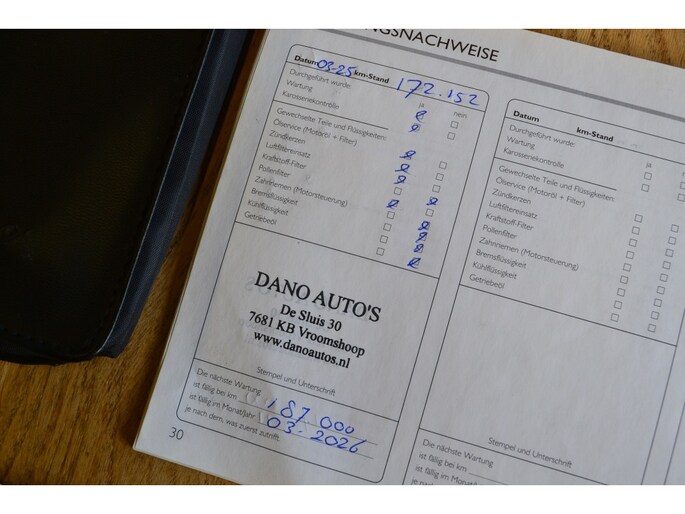 NGSNACHWEISE
Datum 03-25 km-Stand 172.152
Durchgeführt wurde: ja nein
Wartung
Karosseriekontrolle
Gewechselte Teile und Flüssigkeiten:
Ölservice (Motoröl + Filter)
Zündkerzen
Luftfiltereinsatz
Kraftstoff-Filter
Pollenfilter
Zahnriemen (Motorsteuerung)
Bremsflüssigkeit
Kühlflüssigkeit
Getriebeöl
DANO AUTO'S
De Sluis 30
7681 KB Vroomshoop
www.danoautos.nl
Stempel und Unterschrift
Die nächste Wartung
ist fällig bei km 187 000
ist fällig im Monat/Jahr 03-2026
je nach dem, was zuerst zutrifft.
30
Datum km-Stand
Durchgeführt wurde: ja
Wartung
Karosseriekontrolle
Gewechselte Teile und Flüssigkeiten:
Ölservice (Motoröl + Filter)
Zündkerzen
Luftfiltereinsatz
Kraftstoff-Filter
Pollenfilter
Zahnriemen (Motorsteuerung)
Bremsflüssigkeit
Kühlflüssigkeit
Getriebeöl
Stempel und Unterschrift
Die nächste Wartung
ist fällig bei km
ist fällig im Monat/Jahr